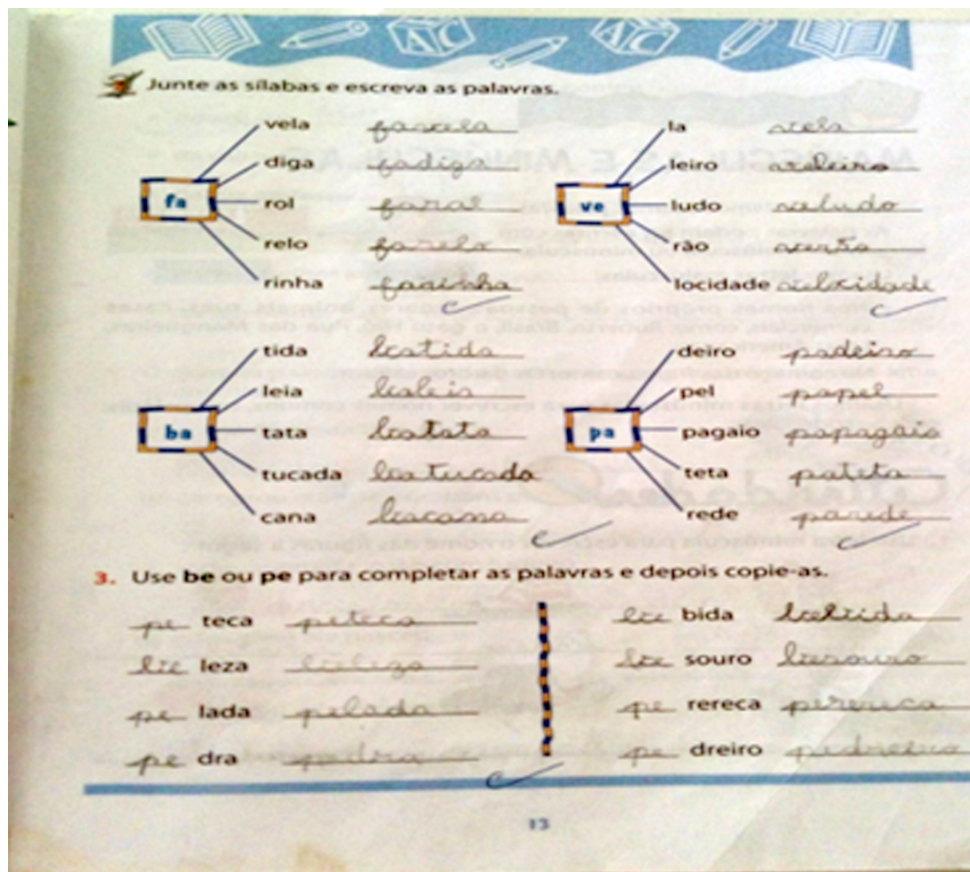 Junte as sílabas e escreva as palavras.
fa
vela favela
diga fadiga
rol farol
relo farelo
rinha farinha
ve
la vela
leiro veleiro
ludo veludo
rão verão
locidade velocidade
ba
tida batida
leia baleia
tata batata
tucada batucada
cana bacana
pa
deiro padeiro
pel papel
pagaio papagaio
teta pateta
rede parede
3. Use be ou pe para completar as palavras e depois copie-as.
pe teca peteca
be leza beleza
pe lada pelada
pe dra pedra
be bida bebida
be souro besouro
pe rereca perereca
pe dreiro pedreiro
13